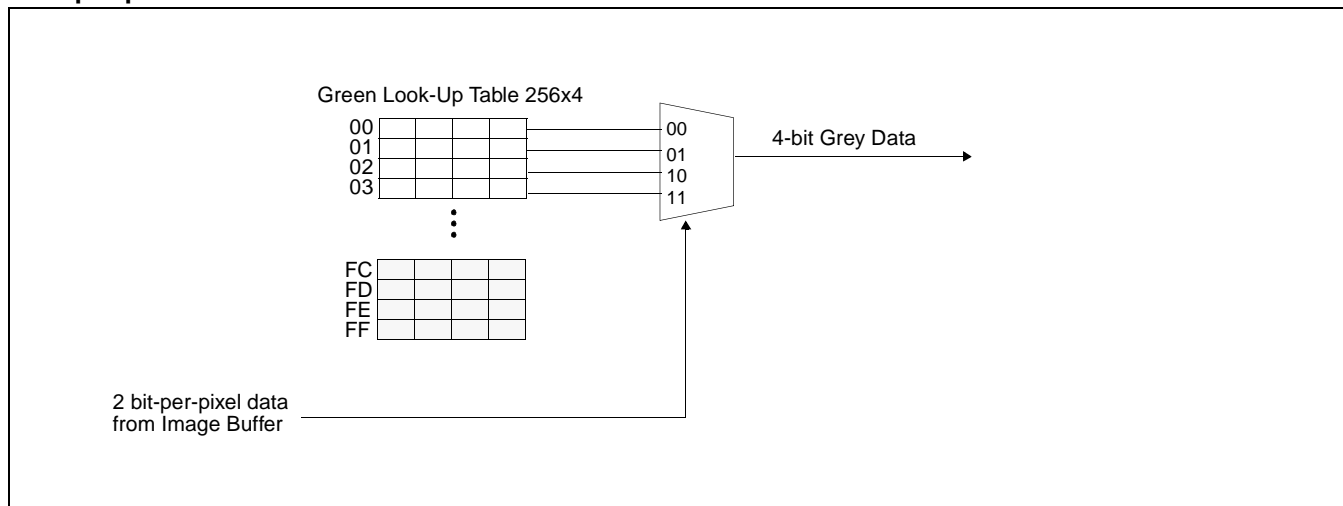 Green Look-Up Table 256x4
00
01
02
03
00
01
10
11
4-bit Grey Data
FC
FD
FE
FF
2 bit-per-pixel data
from Image Buffer